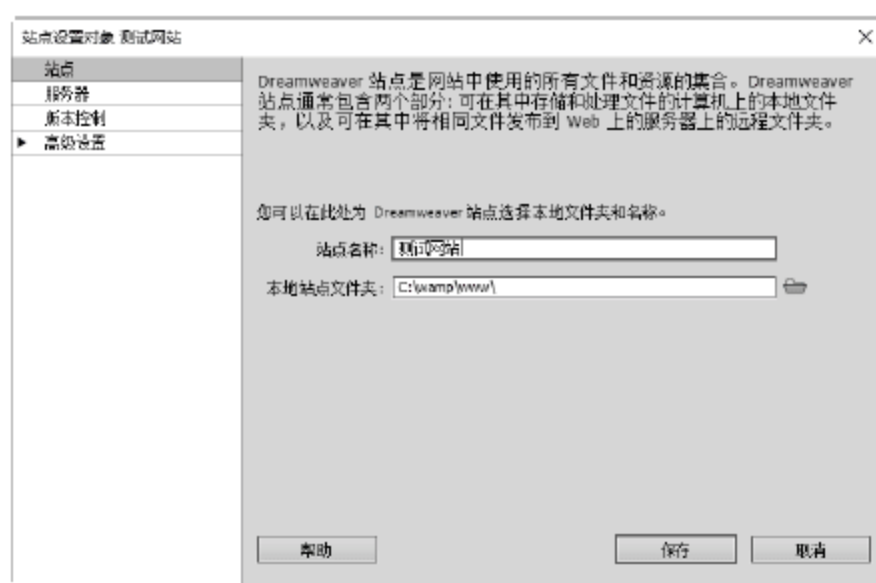 站点设置对象 测试网站
站点
服务器
版本控制
高级设置
Dreamweaver 站点是网站中使用的所有文件和资源的集合。Dreamweaver
站点通常包含两个部分: 可在其中存储和处理文件的计算机上的本地文件
夹，以及可在其中将相同文件发布到 Web 上的服务器上的远程文件夹。
您可以在此处为 Dreamweaver 站点选择本地文件夹和名称。
站点名称: 测试网站
本地站点文件夹: C:\wamp\www\
帮助 保存 取消